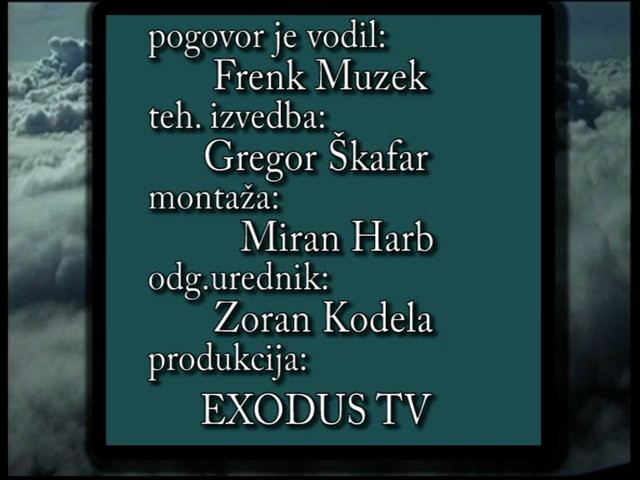 pogovor je vodil:
Frenk Muzek
teh. izvedba:
Gregor Škafar
montaža:
Miran Harb
odg.urednik:
Zoran Kodela
produkcija:
EXODUS TV